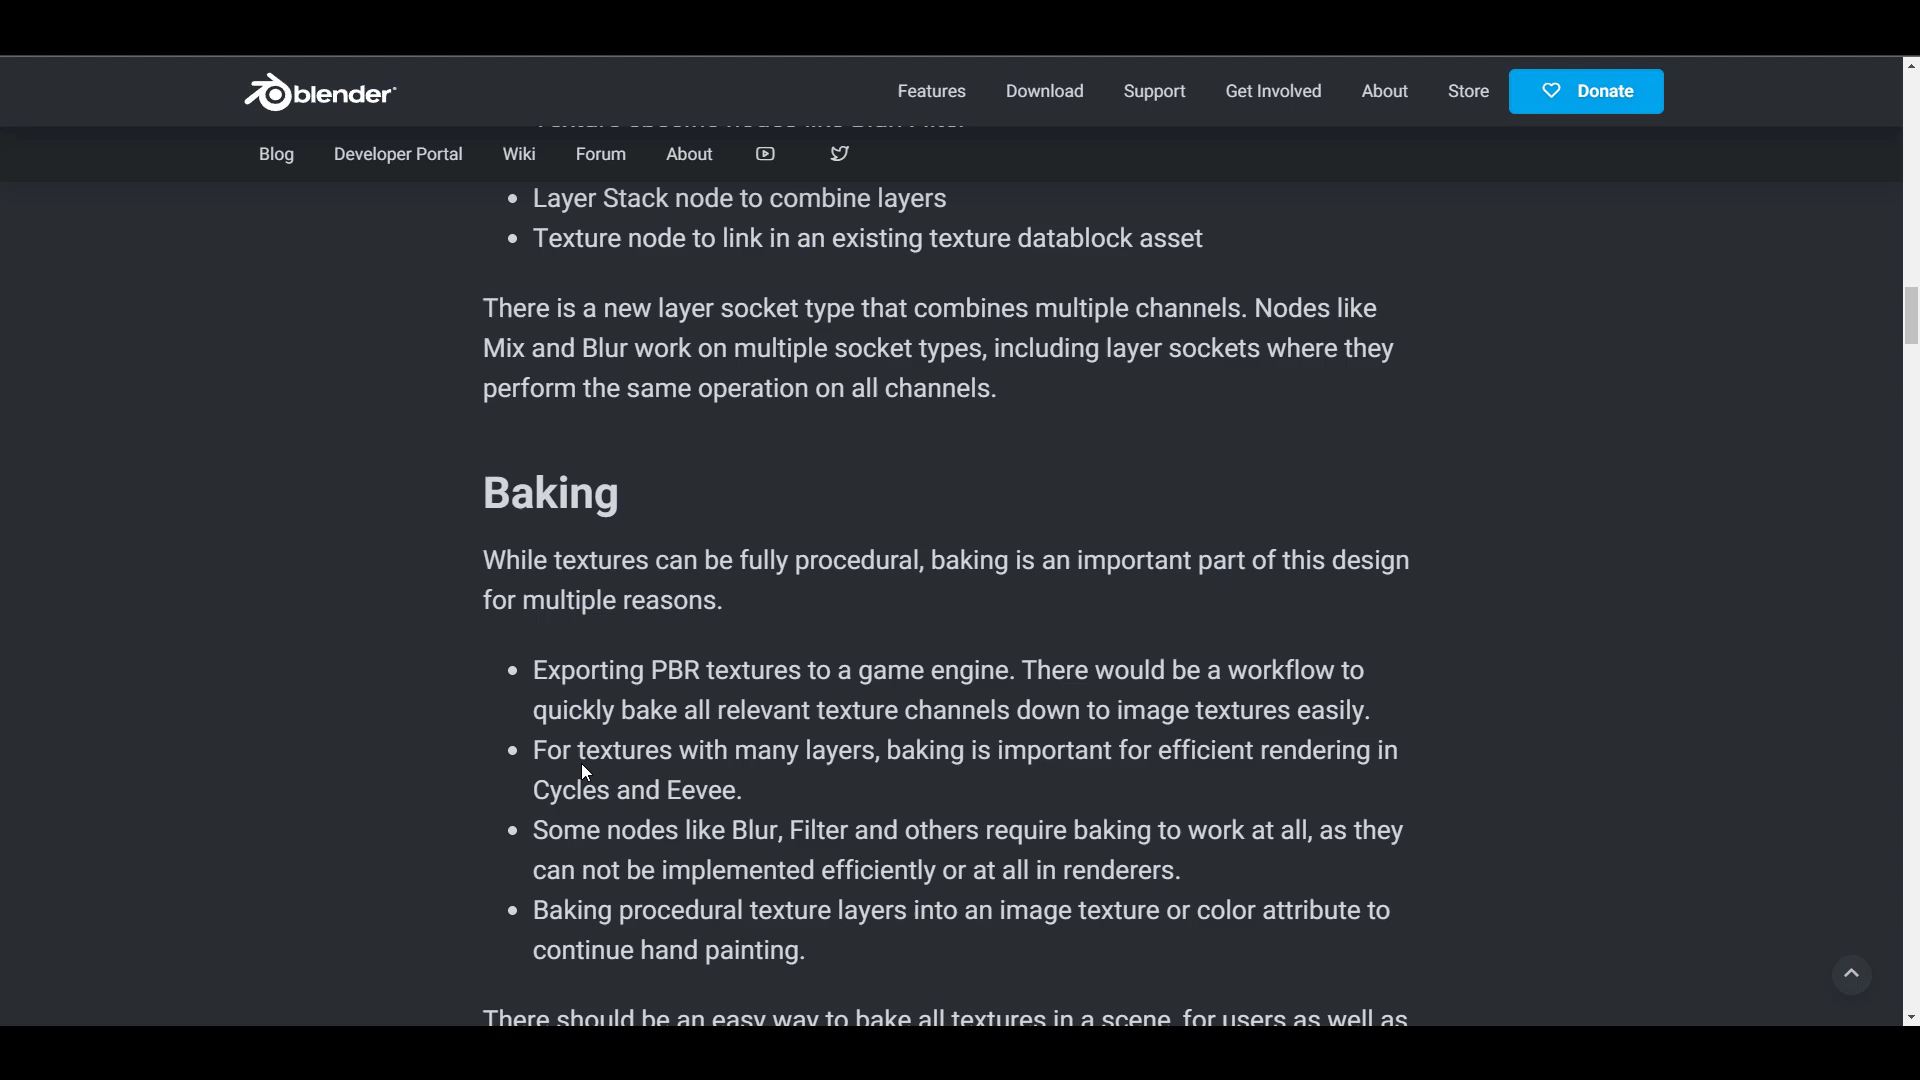 blender
Features Download Support Get Involved About Store Donate
Blog Developer Portal Wiki Forum About
• Layer Stack node to combine layers
• Texture node to link in an existing texture datablock asset
There is a new layer socket type that combines multiple channels. Nodes like
Mix and Blur work on multiple socket types, including layer sockets where they
perform the same operation on all channels.
Baking
While textures can be fully procedural, baking is an important part of this design
for multiple reasons.
• Exporting PBR textures to a game engine. There would be a workflow to
quickly bake all relevant texture channels down to image textures easily.
• For textures with many layers, baking is important for efficient rendering in
Cycles and Eevee.
• Some nodes like Blur, Filter and others require baking to work at all, as they
can not be implemented efficiently or at all in renderers.
• Baking procedural texture layers into an image texture or color attribute to
continue hand painting.
There should be an easy way to bake all textures in a scene, for users as well as